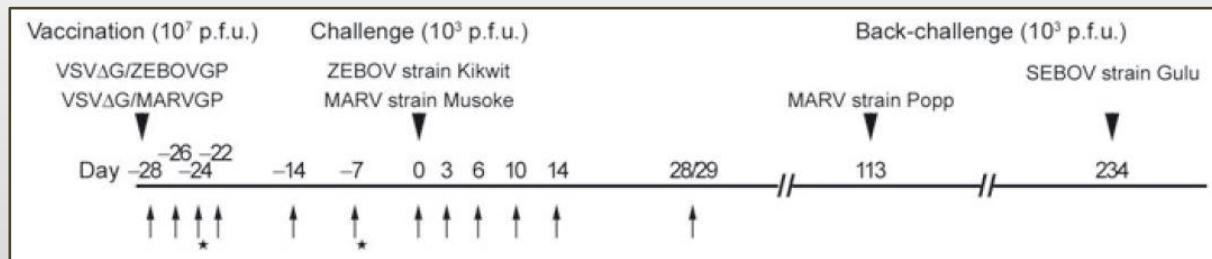 Vaccination (10⁷ p.f.u.) Challenge (10³ p.f.u.) Back-challenge (10³ p.f.u.)
VSVΔG/ZEBOVGP ZEBOV strain Kikwit SEBOV strain Gulu
VSVΔG/MARVGP MARV strain Musoke MARV strain Popp
–26 –22
Day –28 –24 –14 –7 0 3 6 10 14 28/29 113 234